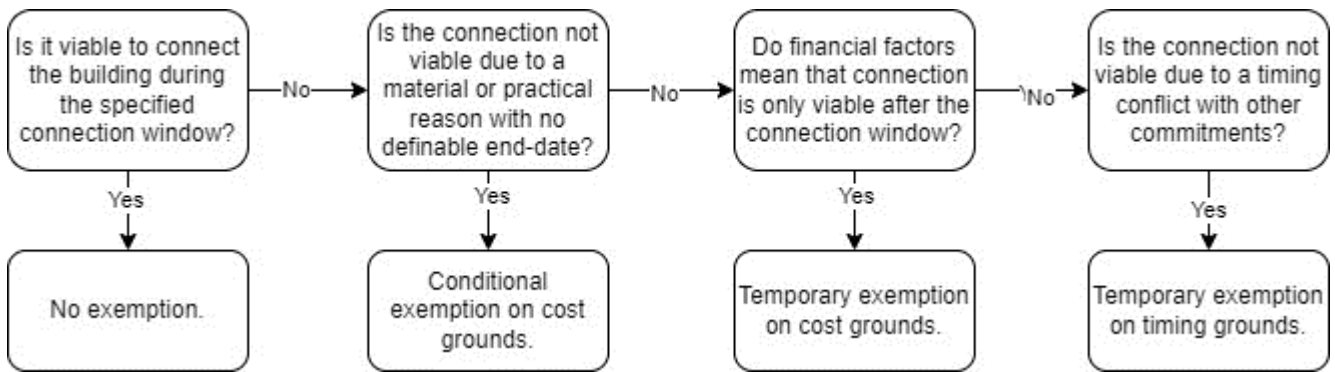 Is it viable to connect
the building during
the specified
connection window?
No
Is the connection not
viable due to a
material or practical
reason with no
definable end-date?
No
Do financial factors
mean that connection
is only viable after the
connection window?
No
Is the connection not
viable due to a timing
conflict with other
commitments?
Yes
Yes
Yes
Yes
No exemption.
Conditional
exemption on cost
grounds.
Temporary exemption
on cost grounds.
Temporary exemption
on timing grounds.